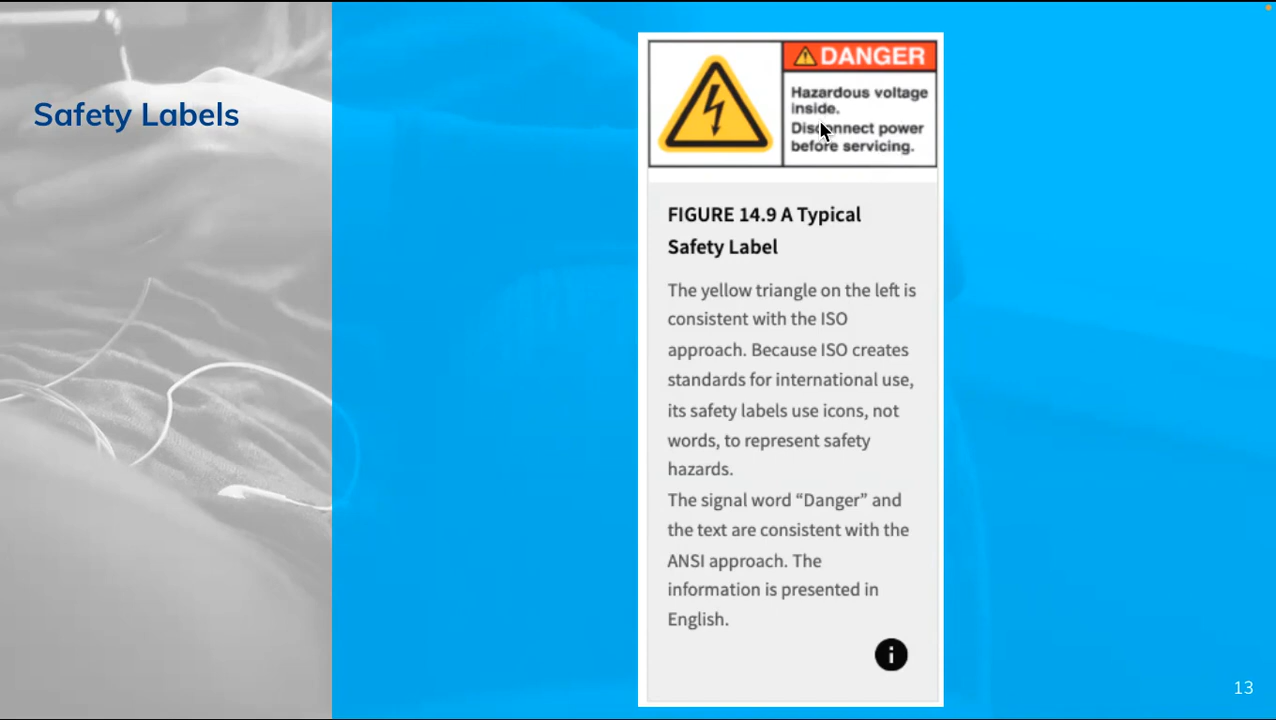 Safety Labels
DANGER
Hazardous voltage
inside.
Disconnect power
before servicing.
FIGURE 14.9 A Typical
Safety Label
The yellow triangle on the left is
consistent with the ISO
approach. Because ISO creates
standards for international use,
its safety labels use icons, not
words, to represent safety
hazards.
The signal word “Danger” and
the text are consistent with the
ANSI approach. The
information is presented in
English.
13